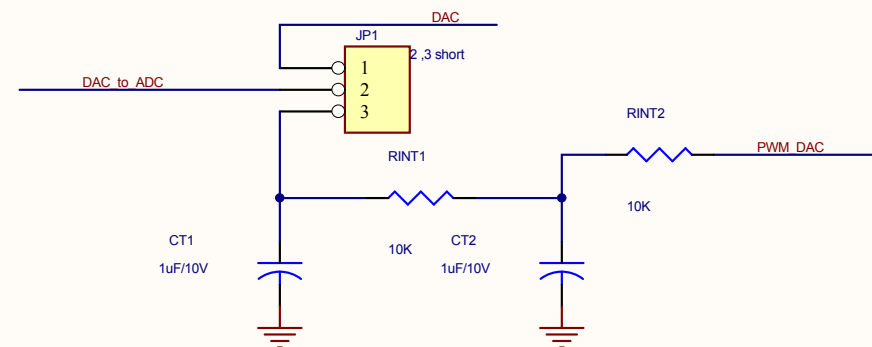 DAC
JP1
2 ,3 short
1
DAC_to_ADC
2
3
RINT2
PWM_DAC
RINT1
10K
CT1
10K
CT2
1uF/10V
1uF/10V